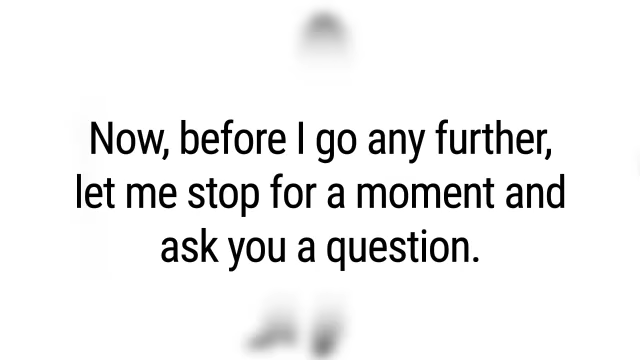 Now, before I go any further,
let me stop for a moment and
ask you a question.